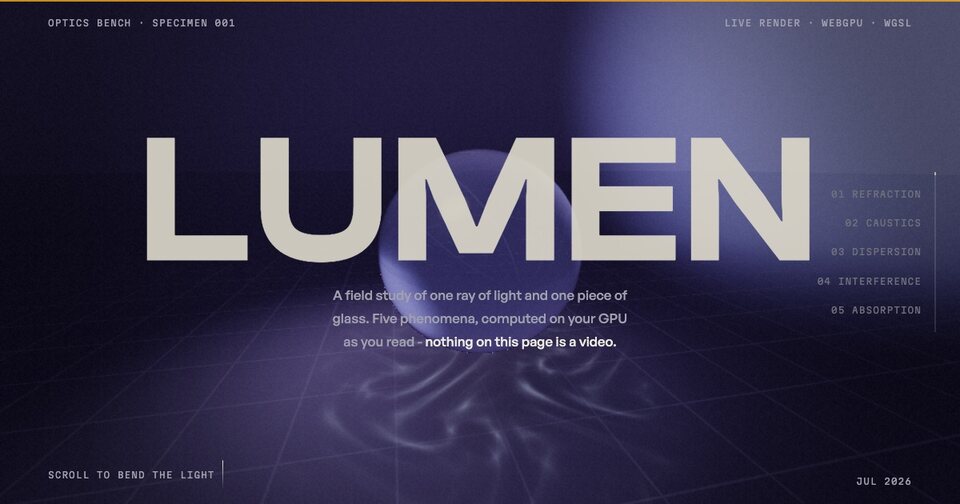 OPTICS BENCH · SPECIMEN 001
LIVE RENDER · WEBGPU · WGSL
LUMEN
01 REFRACTION
02 CAUSTICS
03 DISPERSION
04 INTERFERENCE
05 ABSORPTION
A field study of one ray of light and one piece of
glass. Five phenomena, computed on your GPU
as you read - nothing on this page is a video.
SCROLL TO BEND THE LIGHT
JUL 2026